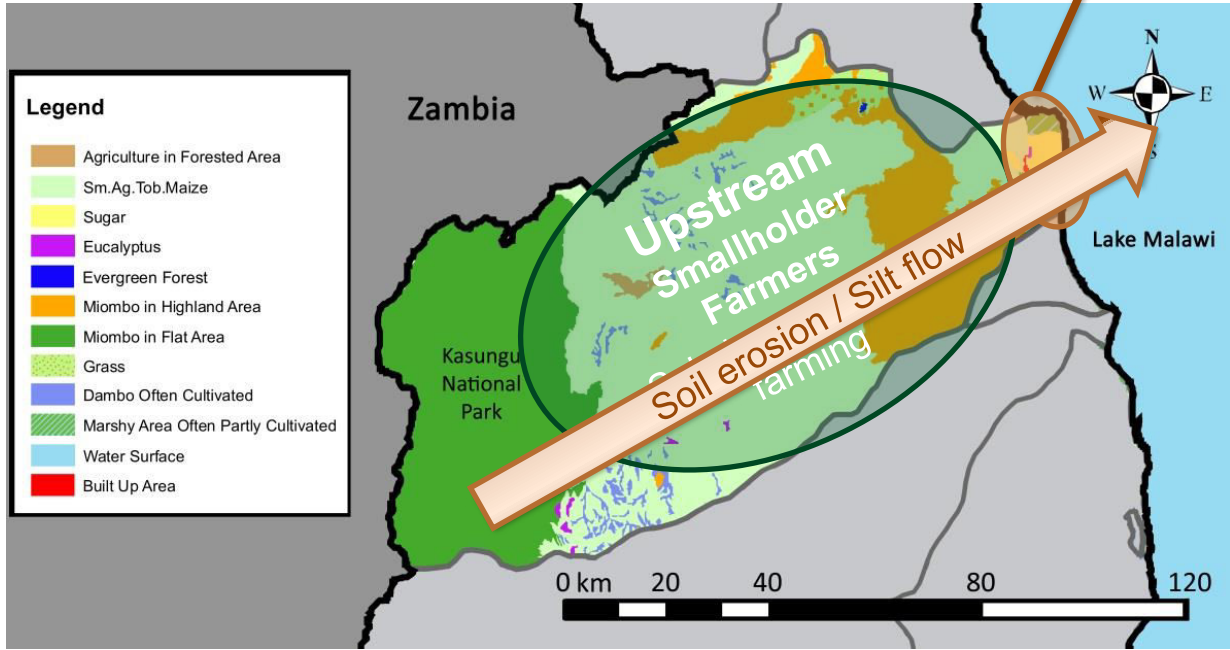 Legend
Agriculture in Forested Area
Sm.Ag.Tob.Maize
Sugar
Eucalyptus
Evergreen Forest
Miombo in Highland Area
Miombo in Flat Area
Grass
Dambo Often Cultivated
Marshy Area Often Partly Cultivated
Water Surface
Built Up Area
Zambia
N
W
E
S
Upstream
Smallholder
Farmers
farming
Soil erosion / Silt flow
Kasungu
National
Park
Lake Malawi
0 km
20
40
80
120